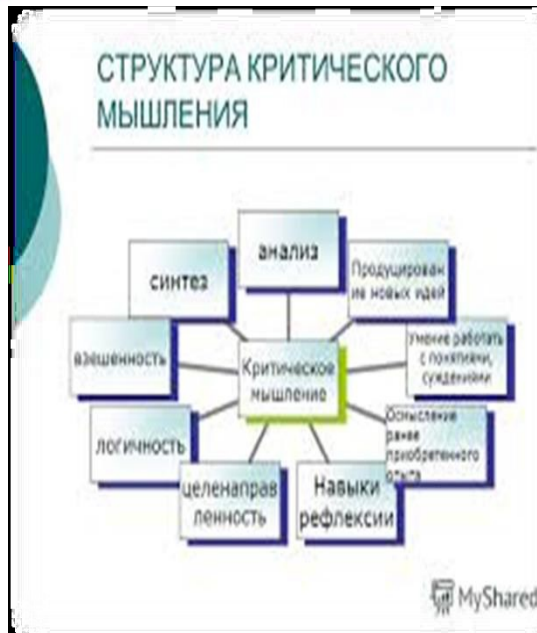 СТРУКТУРА КРИТИЧЕСКОГО
МЫШЛЕНИЯ
анализ
синтез
Продуцирован
ие новых идей
взвешенность
Критическое
мышление
Умение работать
с понятиями,
суждениями
логичность
Осмысление
ранее
приобретенного
опыта
целенаправ
ленность
Навыки
рефлексии
MyShared